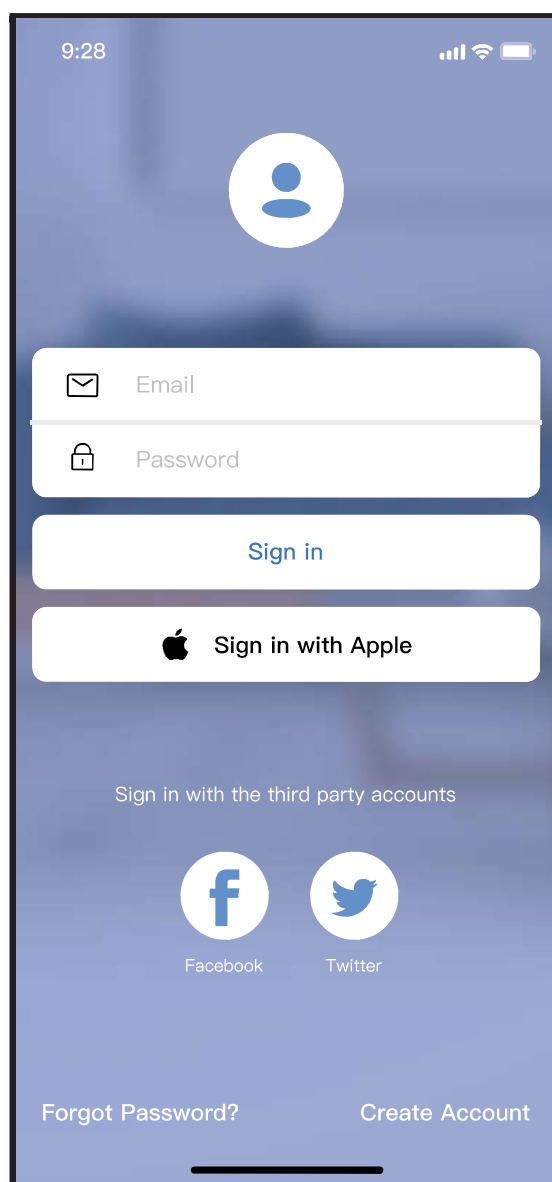 9:28
Email
Password
Sign in
Sign in with Apple
Sign in with the third party accounts
Facebook
Twitter
Forgot Password?
Create Account